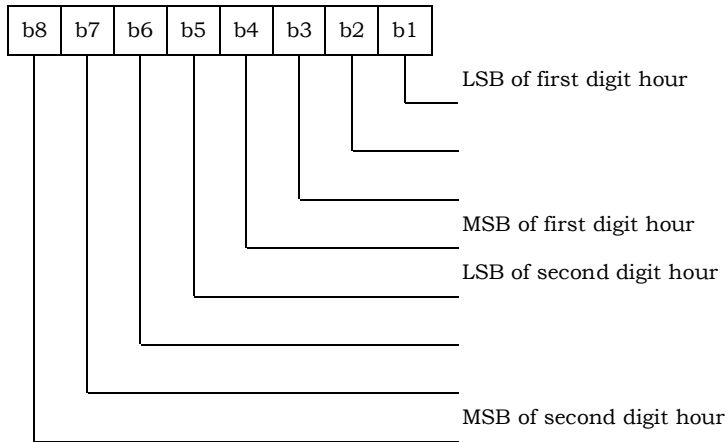 b8 b7 b6 b5 b4 b3 b2 b1
LSB of first digit hour
MSB of first digit hour
LSB of second digit hour
MSB of second digit hour